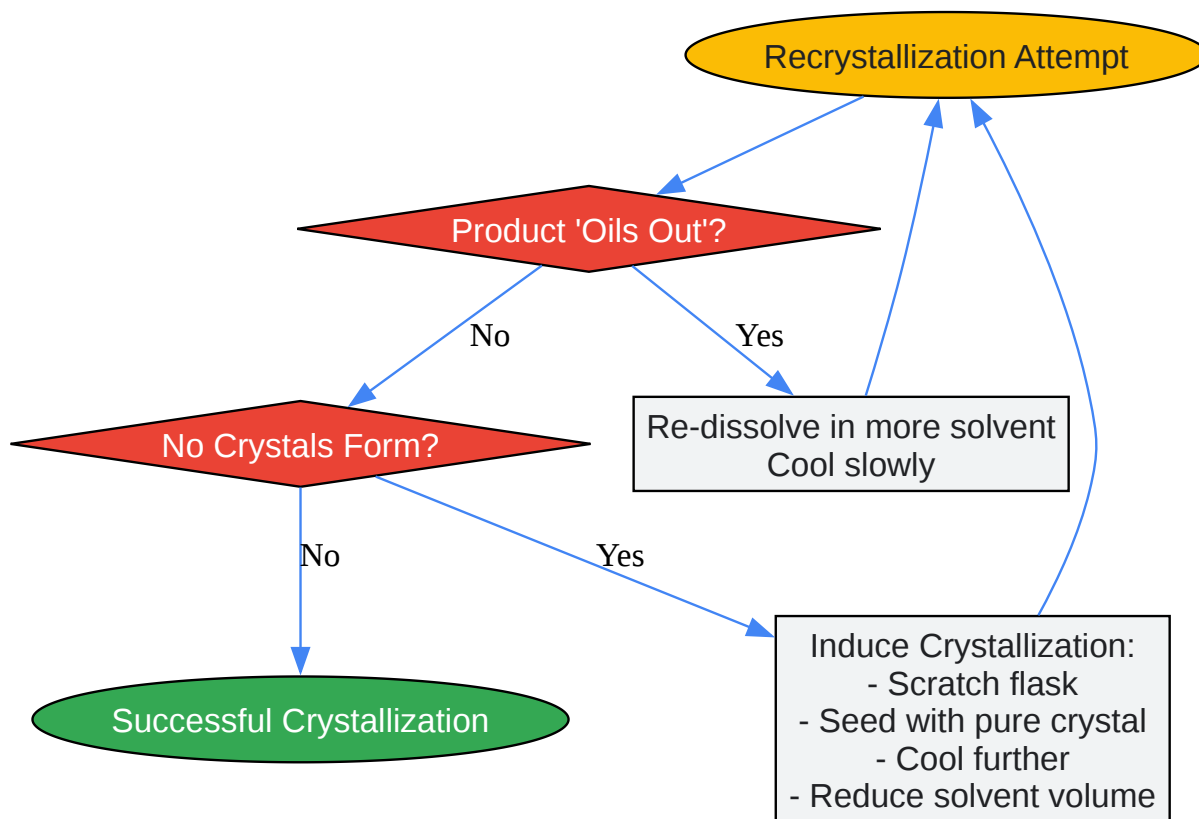 Recrystallization Attempt
Product 'Oils Out'?
No
Yes
Re-dissolve in more solvent
Cool slowly
No Crystals Form?
No
Yes
Successful Crystallization
Induce Crystallization:
- Scratch flask
- Seed with pure crystal
- Cool further
- Reduce solvent volume